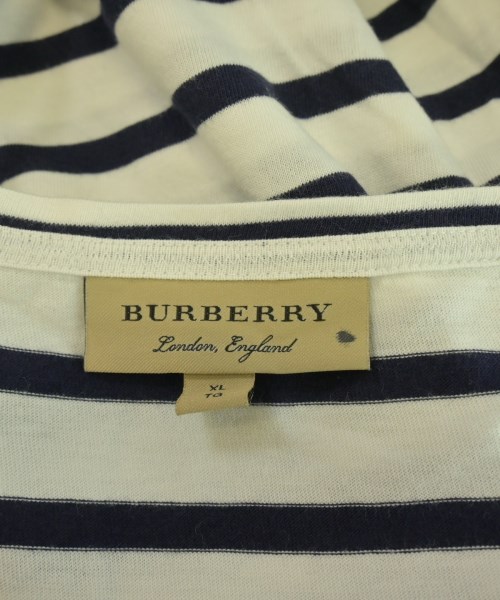 BURBERRY
London, England
XL
TG